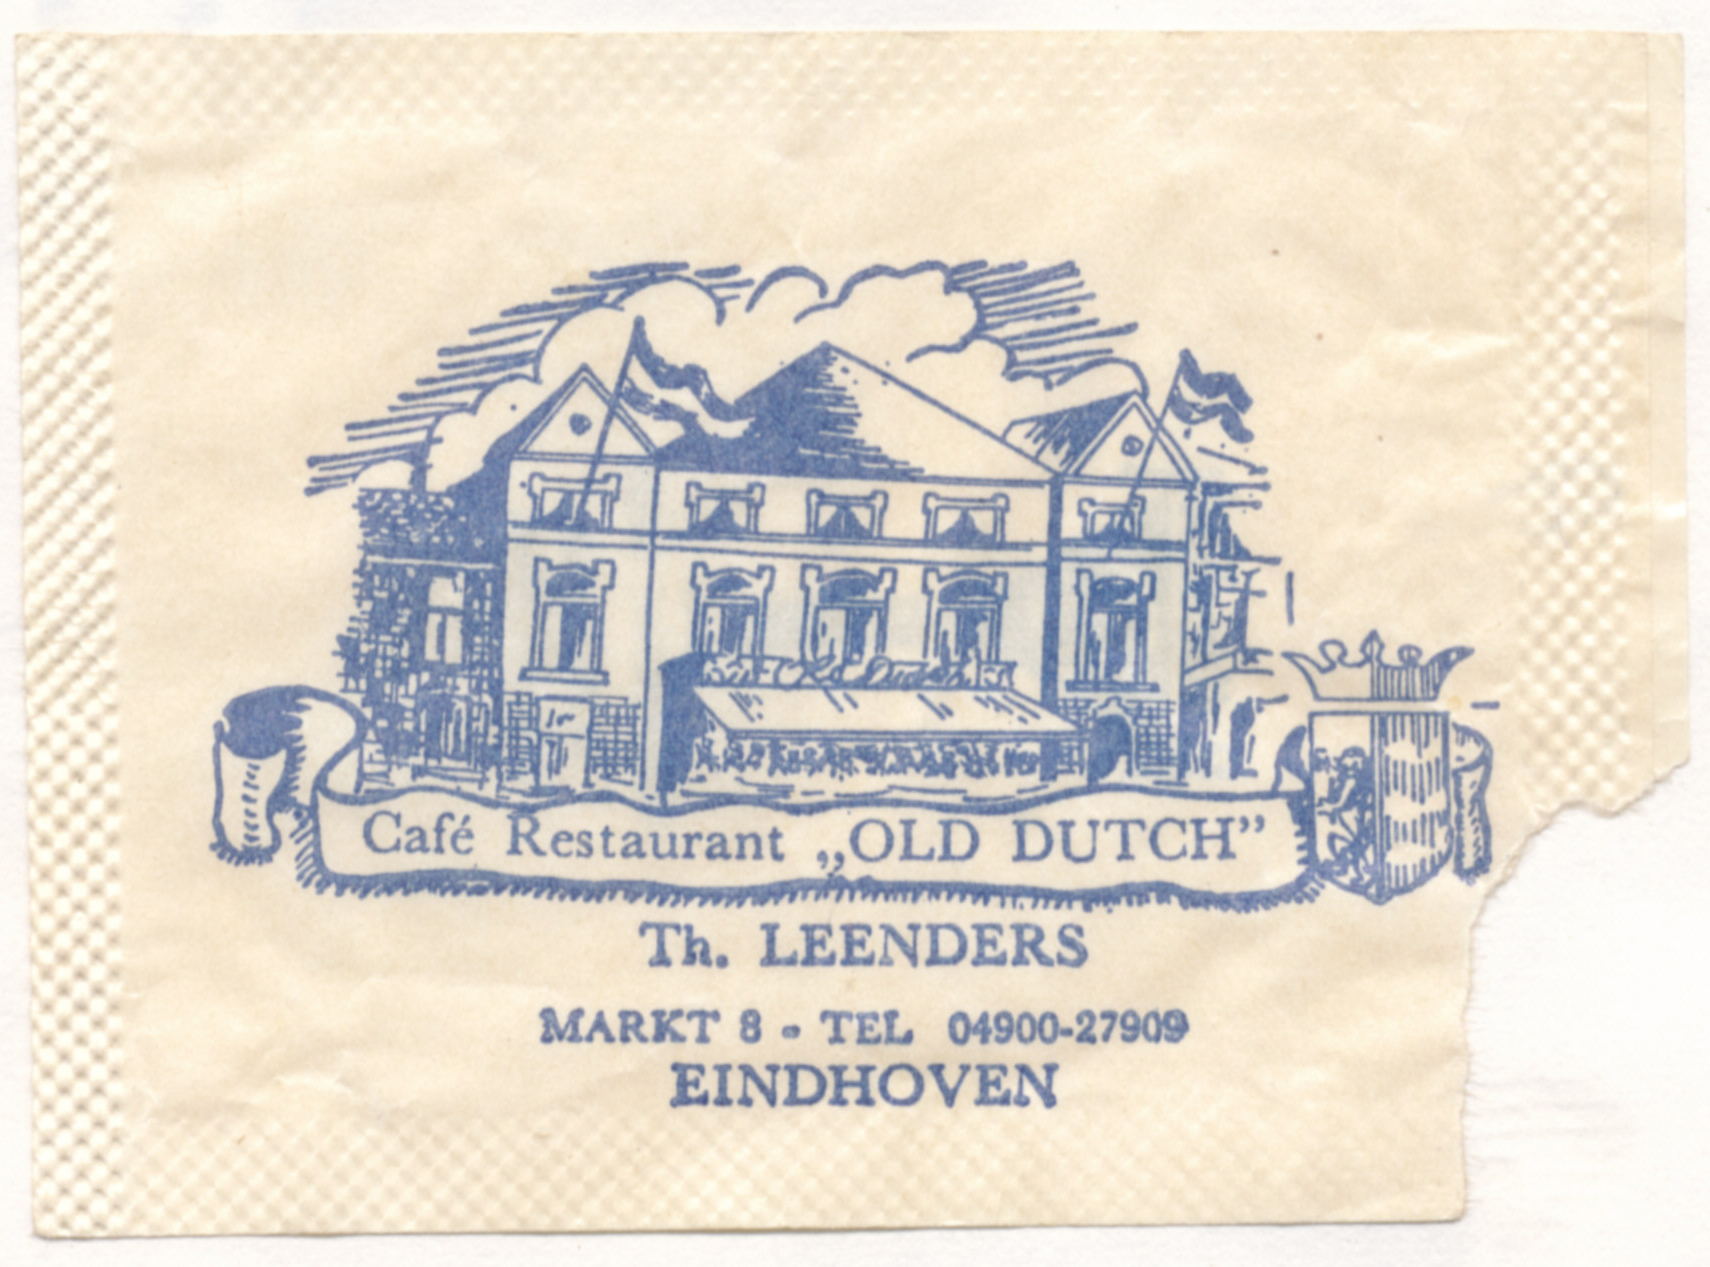 Café Restaurant „OLD DUTCH”
Th. LEENDERS
MARKT 8 - TEL 04900-27909
EINDHOVEN